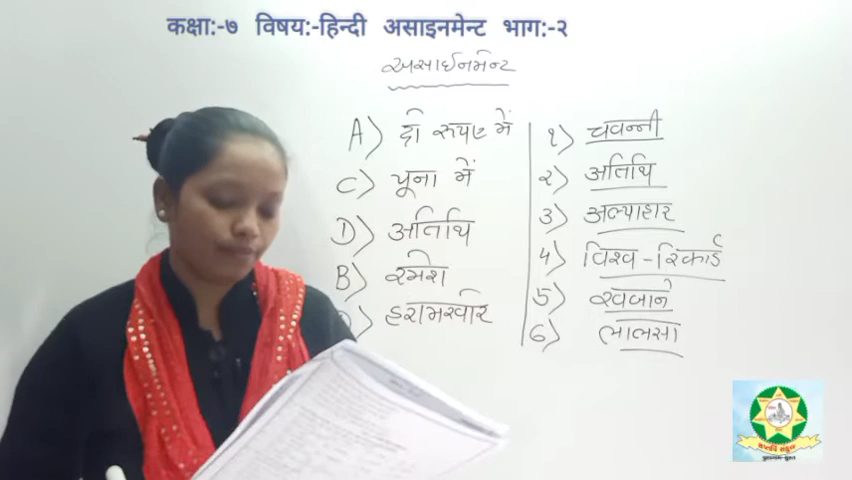 कक्षा:-७ विषय:-हिन्दी असाइनमेन्ट भाग:-२
असाईनमेन्ट
A) दो रुपए में
C) पूना में
D) अतिथि
B) रमेश
D) हरामखोर
१) चवन्नी
२) अतिथि
३) अल्पाहार
४) विश्व-रिकार्ड
५) खजाने
६) लालसा